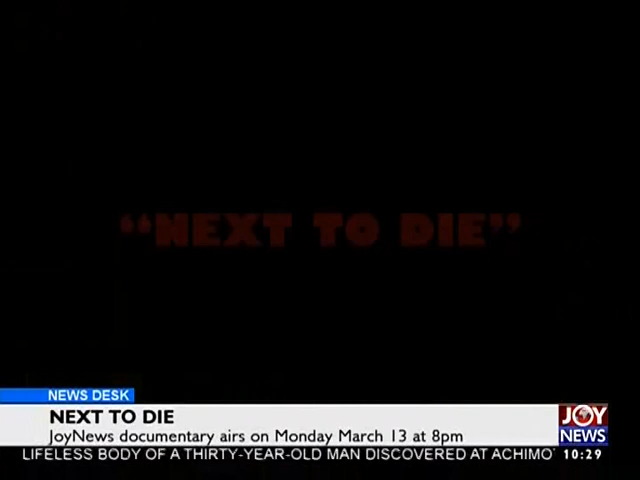 “NEXT TO DIE”
NEWS DESK
NEXT TO DIE
JoyNews documentary airs on Monday March 13 at 8pm
JOY
NEWS
LIFELESS BODY OF A THIRTY-YEAR-OLD MAN DISCOVERED AT
10:29